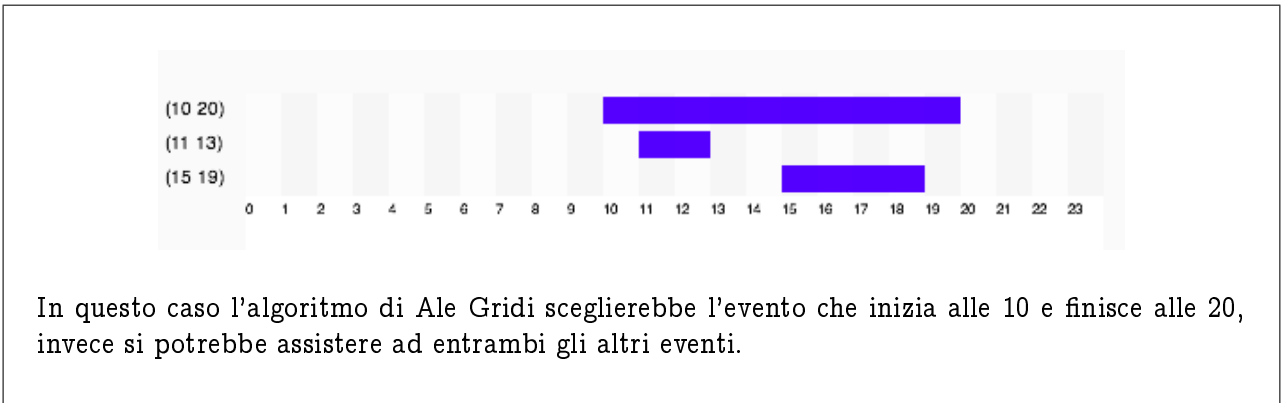 (10 20)
(11 13)
(15 19)
0 1 2 3 4 5 6 7 8 9 10 11 12 13 14 15 16 17 18 19 20 21 22 23
In questo caso l'algoritmo di Ale Gridi sceglierebbe l'evento che inizia alle 10 e finisce alle 20,
invece si potrebbe assistere ad entrambi gli altri eventi.